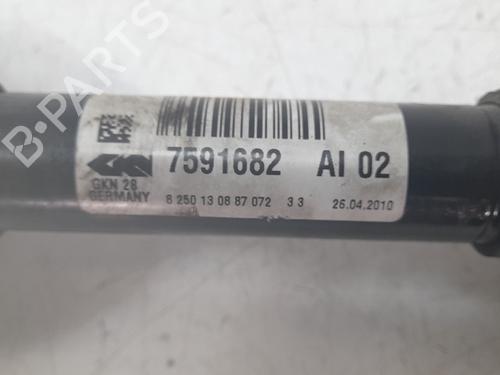 7591682 AI 02
GKN 28
GERMANY
8 250 13 08 87 072 3 3 26.04.2010
B-PARTS